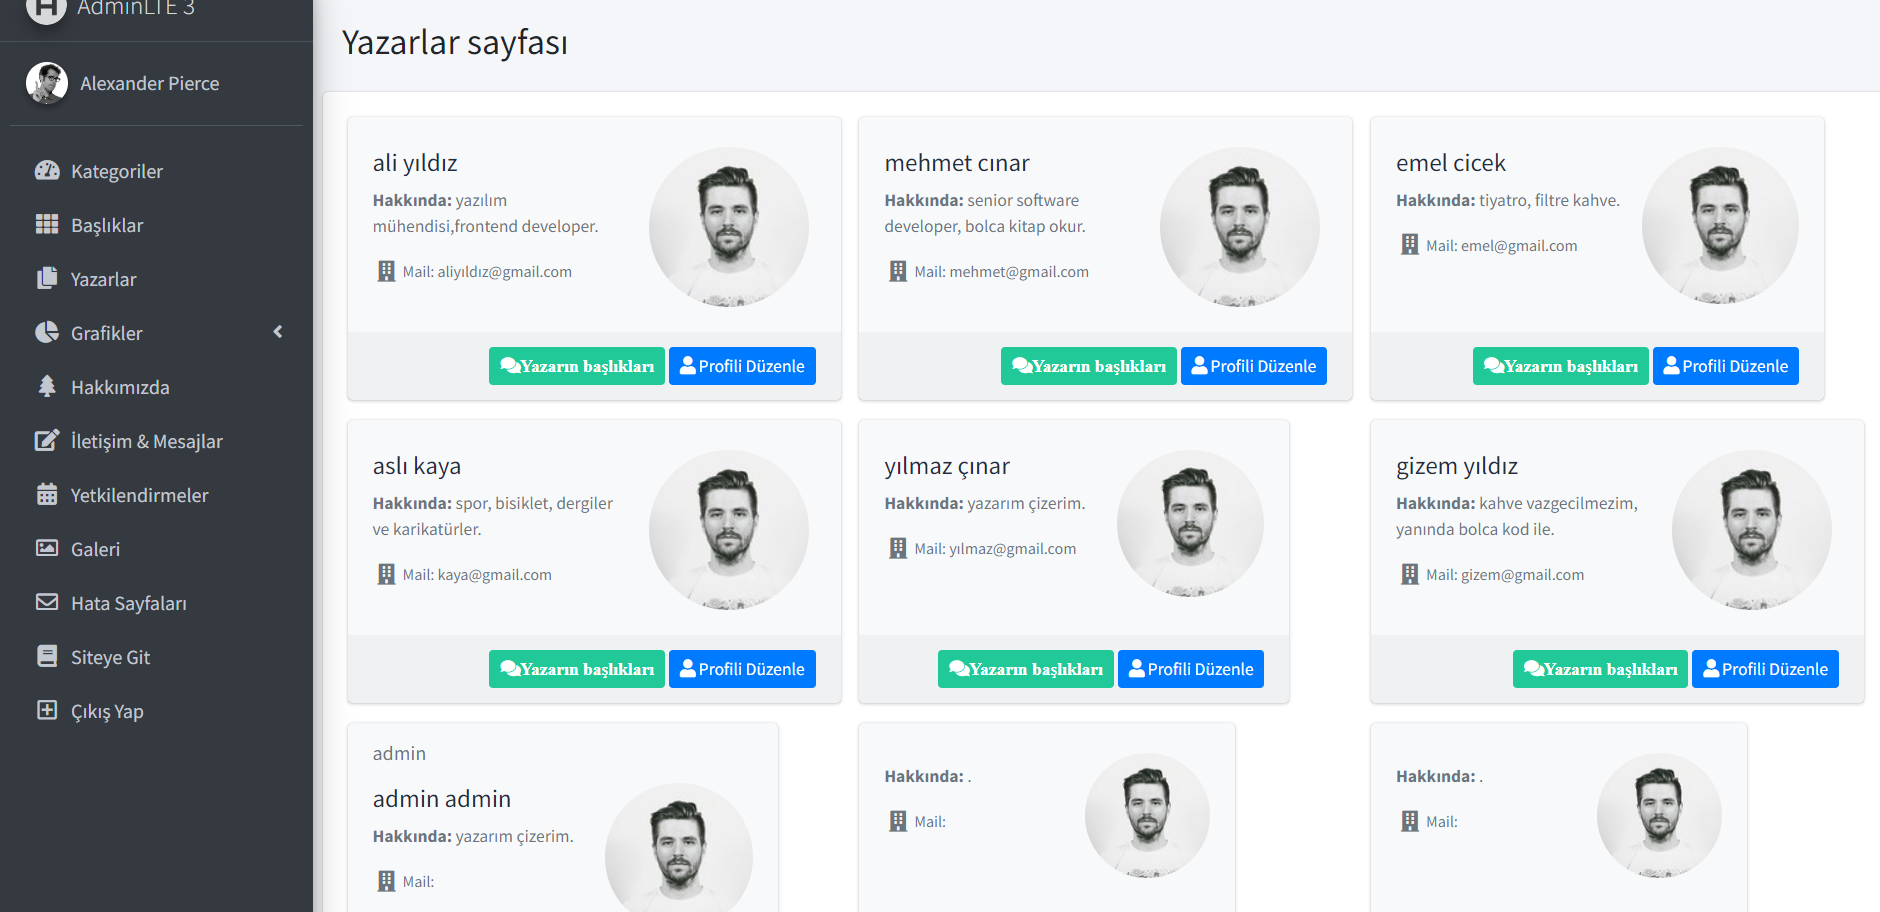 AdminLTE 3
Alexander Pierce
Kategoriler
Başlıklar
Yazarlar
Grafikler
Hakkımızda
İletişim & Mesajlar
Yetkilendirmeler
Galeri
Hata Sayfaları
Siteye Git
Çıkış Yap
Yazarlar sayfası
ali yıldız
Hakkında: yazılım
mühendisi,frontend developer.
Mail: aliyıldız@gmail.com
Yazarın başlıkları
Profili Düzenle
mehmet cınar
Hakkında: senior software
developer, bolca kitap okur.
Mail: mehmet@gmail.com
Yazarın başlıkları
Profili Düzenle
emel cicek
Hakkında: tiyatro, filtre kahve.
Mail: emel@gmail.com
Yazarın başlıkları
Profili Düzenle
aslı kaya
Hakkında: spor, bisiklet, dergiler
ve karikatürler.
Mail: kaya@gmail.com
Yazarın başlıkları
Profili Düzenle
yılmaz çınar
Hakkında: yazarım çizerim.
Mail: yılmaz@gmail.com
Yazarın başlıkları
Profili Düzenle
gizem yıldız
Hakkında: kahve vazgecilmezim,
yanında bolca kod ile.
Mail: gizem@gmail.com
Yazarın başlıkları
Profili Düzenle
admin
admin admin
Hakkında: yazarım çizerim.
Mail:
Hakkında: .
Mail:
Hakkında: .
Mail: